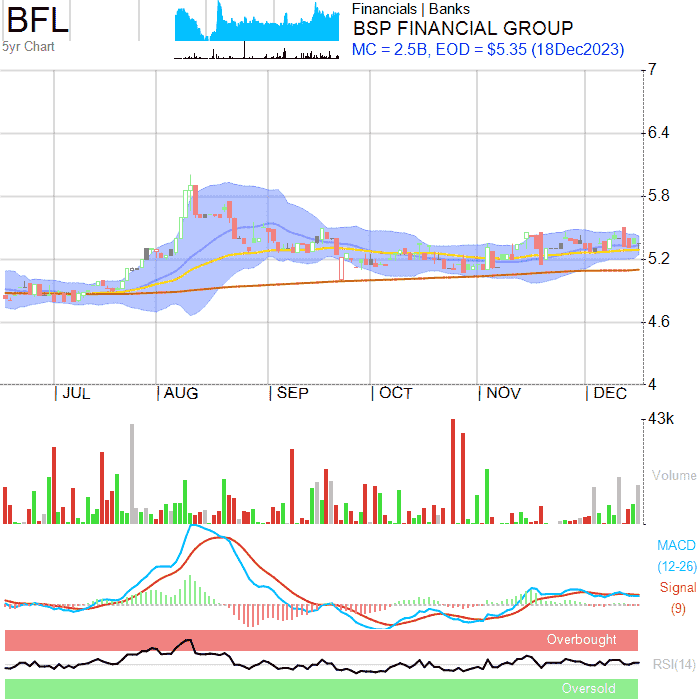 BFL
5yr Chart
Financials | Banks
BSP FINANCIAL GROUP
MC = 2.5B, EOD = $5.35 (18Dec2023)
7
6.4
5.8
5.2
4.6
4
JUL AUG SEP OCT NOV DEC
43k
Volume
MACD
(12-26)
Signal
(9)
Overbought
RSI(14)
Oversold